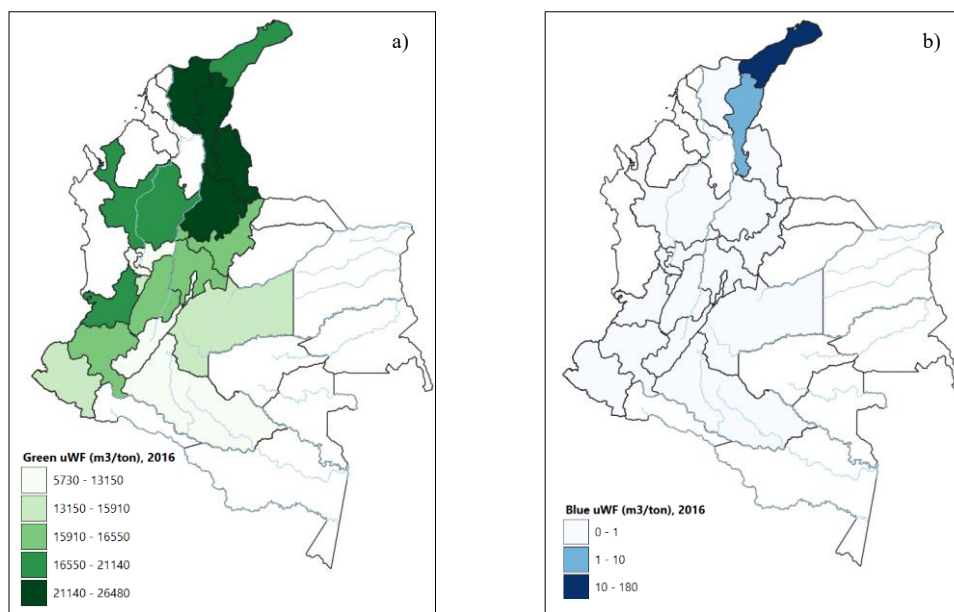 a)
Green uWF (m3/ton), 2016
5730 - 13150
13150 - 15910
15910 - 16550
16550 - 21140
21140 - 26480
b)
Blue uWF (m3/ton), 2016
0 - 1
1 - 10
10 - 180